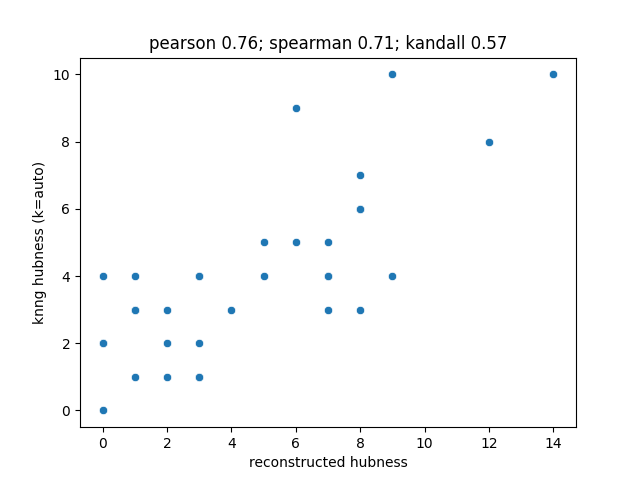 pearson 0.76; spearman 0.71; kandall 0.57
10
8
6
4
2
0
knng hubness (k=auto)
0 2 4 6 8 10 12 14
reconstructed hubness